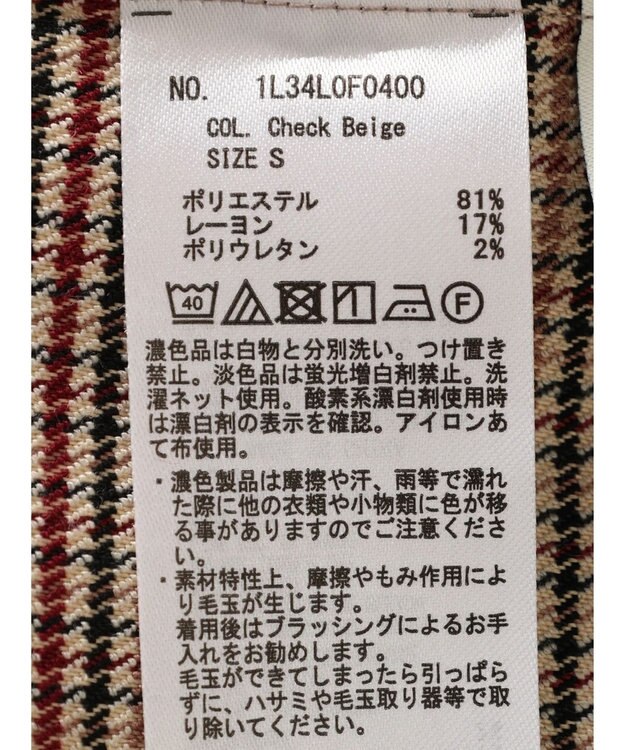 NO. 1L34L0F0400
COL. Check Beige
SIZE S
ポリエステル 81%
レーヨン 17%
ポリウレタン 2%
40 F
濃色品は白物と分別洗い。つけ置き
禁止。淡色品は蛍光増白剤禁止。洗
濯ネット使用。酸素系漂白剤使用時
は漂白剤の表示を確認。アイロンあ
て布使用。
・濃色製品は摩擦や汗、雨等で濡れ
た際に他の衣類や小物類に色が移
る事がありますのでご注意くださ
い。
・素材特性上、摩擦やもみ作用によ
り毛玉が生じます。
着用後はブラッシングによるお手
入れをお勧めします。
毛玉ができてしまったら引っぱら
ずに、ハサミや毛玉取り器等で取
り除いてください。